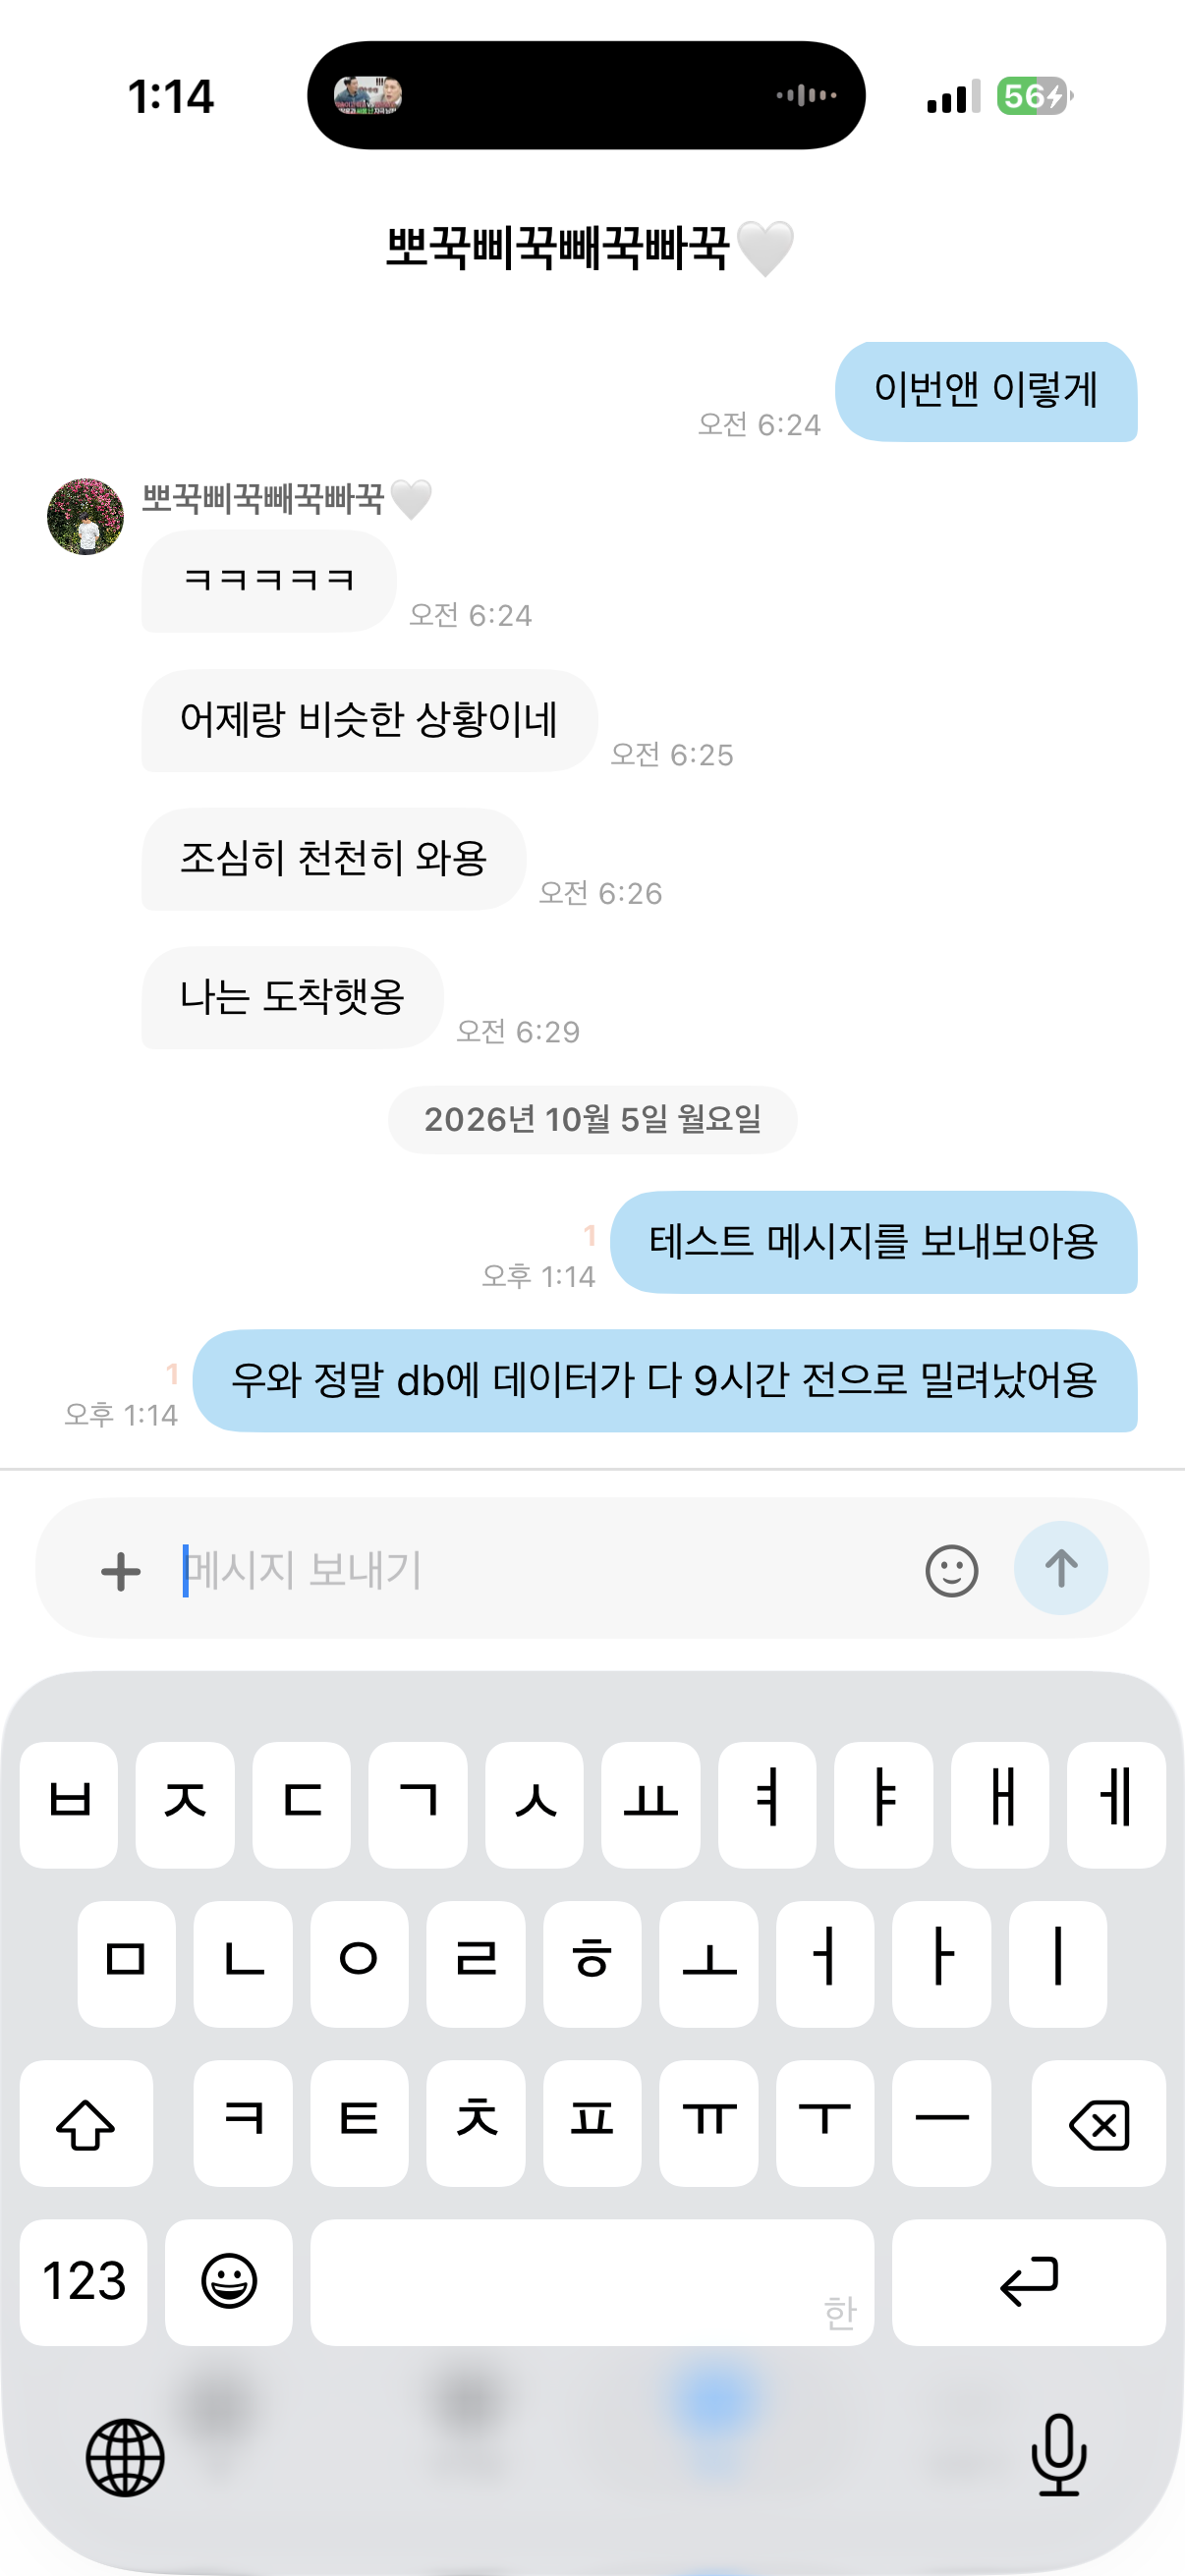 1:14
56
뽀꾹삐꾹빼꾹빠꾹🤍
이번앤 이렇게
오전 6:24
뽀꾹삐꾹빼꾹빠꾹🤍
ㅋㅋㅋㅋㅋ
오전 6:24
어제랑 비슷한 상황이네
오전 6:25
조심히 천천히 와용
오전 6:26
나는 도착햇옹
오전 6:29
2026년 10월 5일 월요일
테스트 메시지를 보내보아용
1
오후 1:14
우와 정말 db에 데이터가 다 9시간 전으로 밀려났어용
1
오후 1:14
메시지 보내기
ㅂ ㅈ ㄷ ㄱ ㅅ ㅛ ㅕ ㅑ ㅐ ㅔ
ㅁ ㄴ ㅇ ㄹ ㅎ ㅗ ㅓ ㅏ ㅣ
ㅋ ㅌ ㅊ ㅍ ㅠ ㅜ ㅡ
123
한